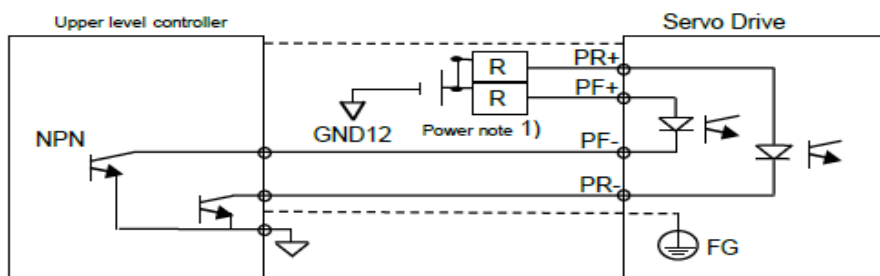 Upper level controller
Servo Drive
R
PR+
R
PF+
GND12
Power note 1)
NPN
PF-
PR-
FG